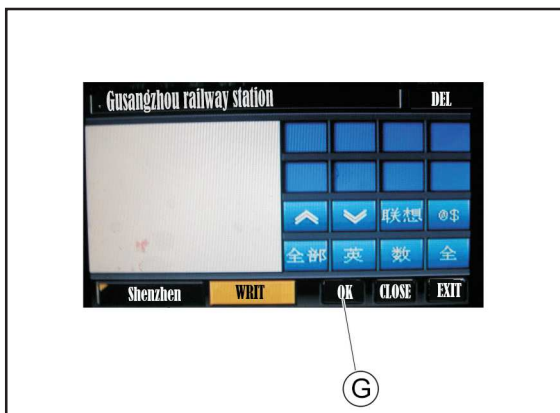 Gusangzhou railway station DEL
联想 @$
全部 英 数 全
Shenzhen WRIT OK CLOSE EXIT
G